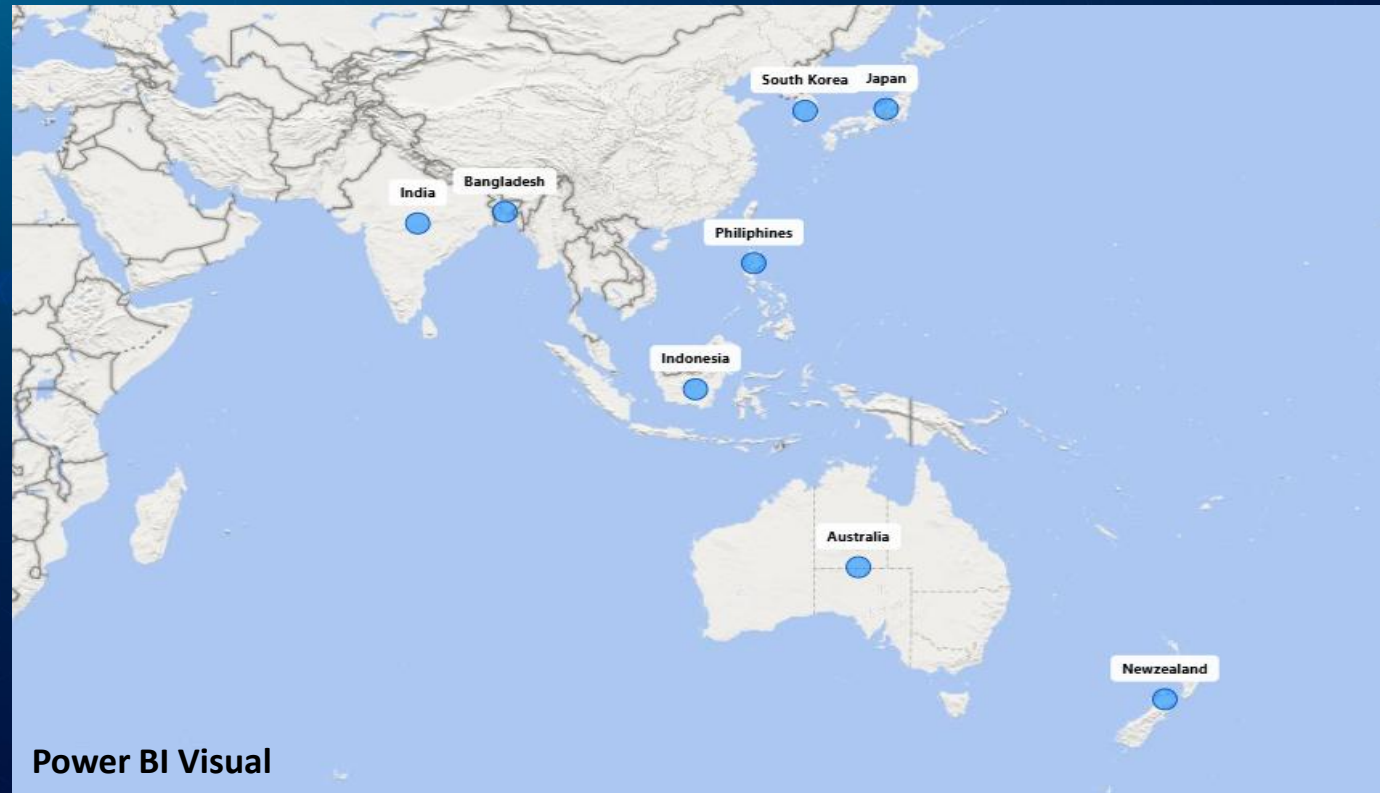 South Korea
Japan
Bangladesh
India
Philiphines
Indonesia
Australia
Newzealand
Power BI Visual